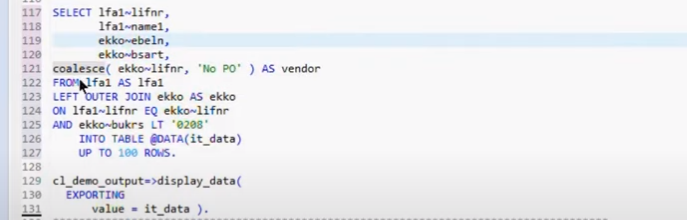 117 SELECT lfa1~lifnr,
118 lfa1~name1,
119 ekko~ebeln,
120 ekko~bsart,
121 coalesce( ekko~lifnr, 'No PO' ) AS vendor
122 FROM lfa1 AS lfa1
123 LEFT OUTER JOIN ekko AS ekko
124 ON lfa1~lifnr EQ ekko~lifnr
125 AND ekko~bukrs LT '0208'
126 INTO TABLE @DATA(it_data)
127 UP TO 100 ROWS.
128
129 cl_demo_output=>display_data(
130 EXPORTING
131 value = it_data ).